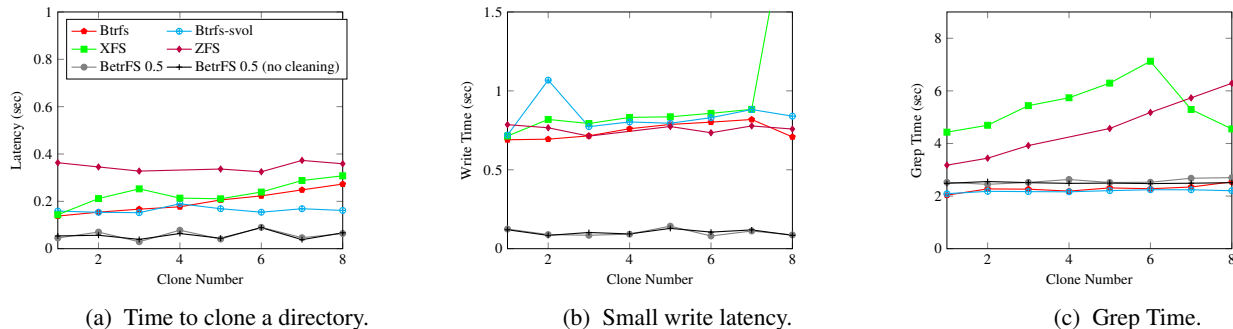 Btrfs
Btrfs-svol
XFS
ZFS
BetrFS 0.5
BetrFS 0.5 (no cleaning)
1
0.8
0.6
0.4
0.2
0
Latency (sec)
2 4 6 8
Clone Number
(a) Time to clone a directory.
1.5
1
0.5
0
Write Time (sec)
2 4 6 8
Clone Number
(b) Small write latency.
8
6
4
2
0
Grep Time (sec)
2 4 6 8
Clone Number
(c) Grep Time.